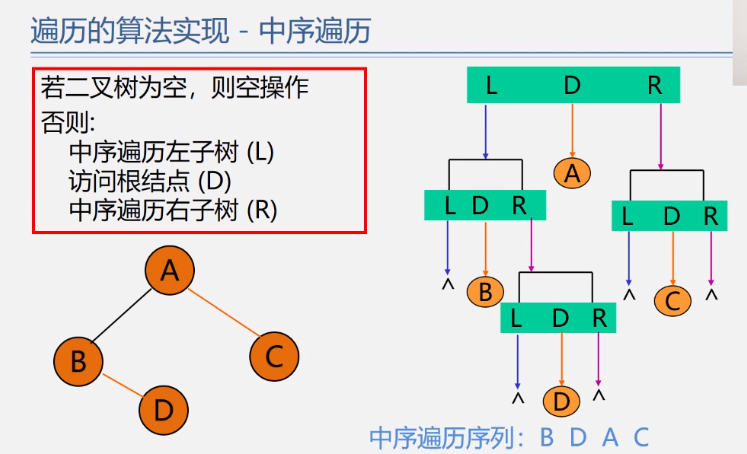 遍历的算法实现 - 中序遍历
若二叉树为空，则空操作
否则:
中序遍历左子树 (L)
访问根结点 (D)
中序遍历右子树 (R)
L D R
A
L D R
L D R
^ B
^ C ^
L D R
^ D ^
A
B
C
D
中序遍历序列：B D A C